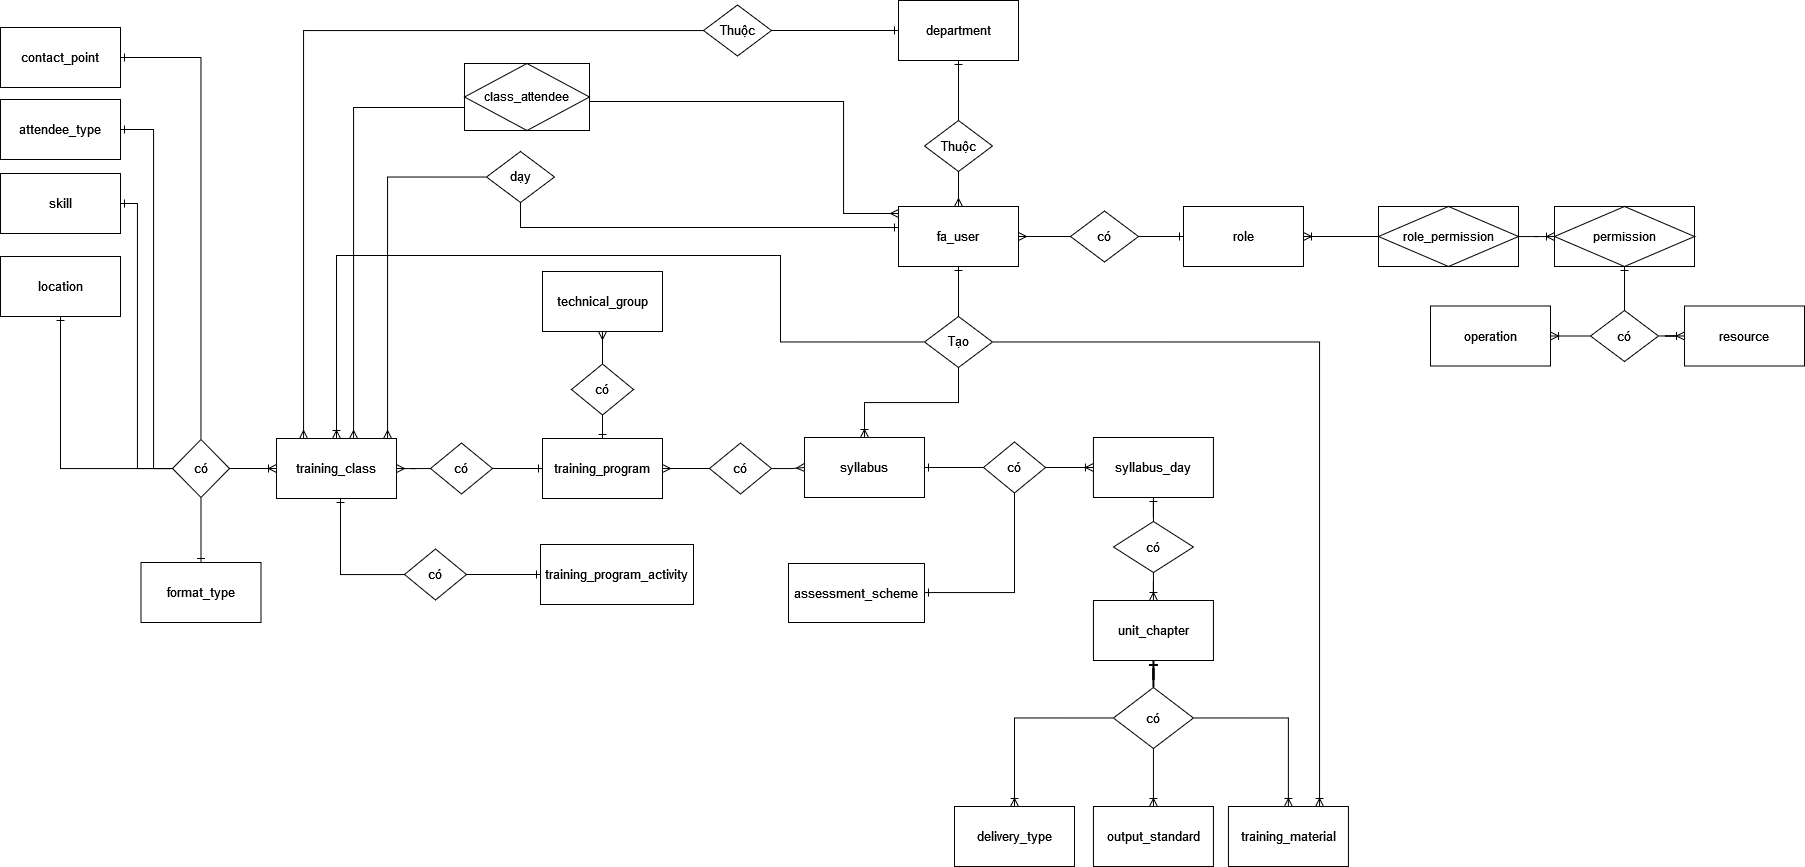 Thuộc
department
contact_point
class_attendee
attendee_type
Thuộc
dạy
skill
fa_user
có
role
role_permission
permission
location
technical_group
Tạo
operation
có
resource
có
có
training_class
có
training_program
có
syllabus
có
syllabus_day
có
có
training_program_activity
format_type
assessment_scheme
unit_chapter
có
delivery_type
output_standard
training_material